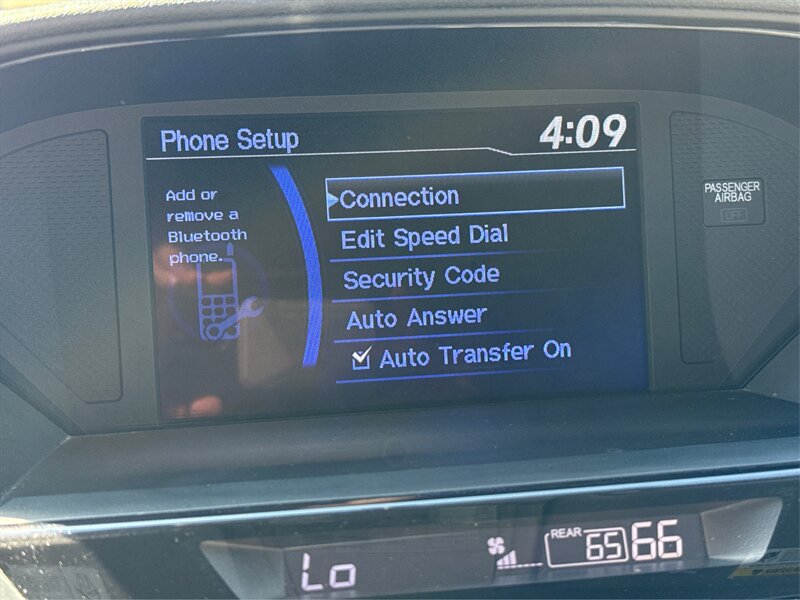 Phone Setup
4:09
Add or
remove a
Bluetooth
phone.
Connection
Edit Speed Dial
Security Code
Auto Answer
Auto Transfer On
PASSENGER
AIRBAG
OFF
Lo
REAR 65 66